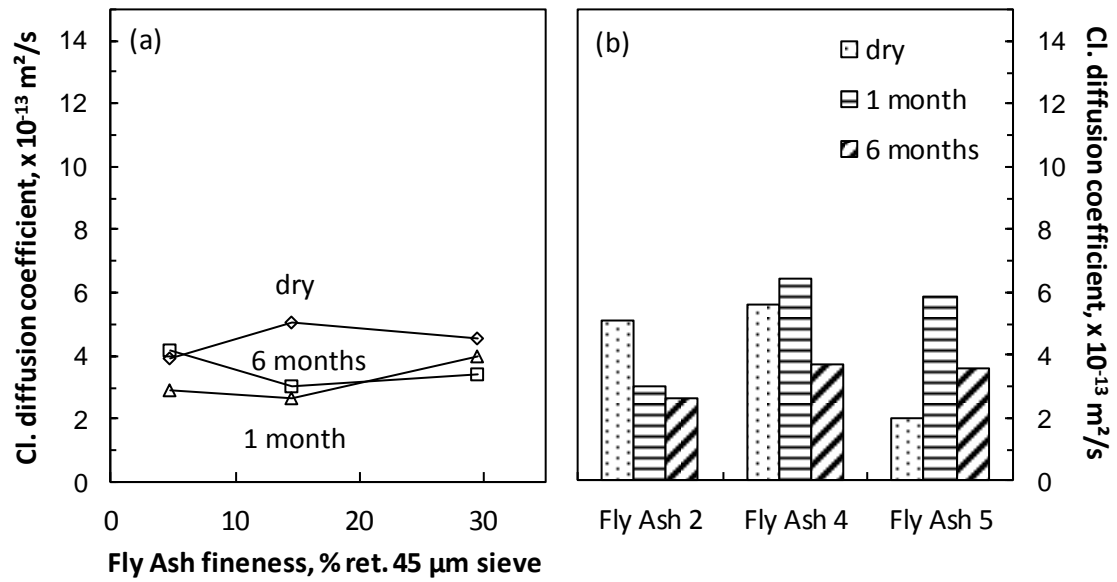 Cl. diffusion coefficient, x 10⁻¹³ m²/s
14
12
10
8
6
4
2
0
(a)
dry
6 months
1 month
0 10 20 30
Fly Ash fineness, % ret. 45 µm sieve
(b)
dry
1 month
6 months
Fly Ash 2 Fly Ash 4 Fly Ash 5
14
12
10
8
6
4
2
0
Cl. diffusion coefficient, x 10⁻¹³ m²/s